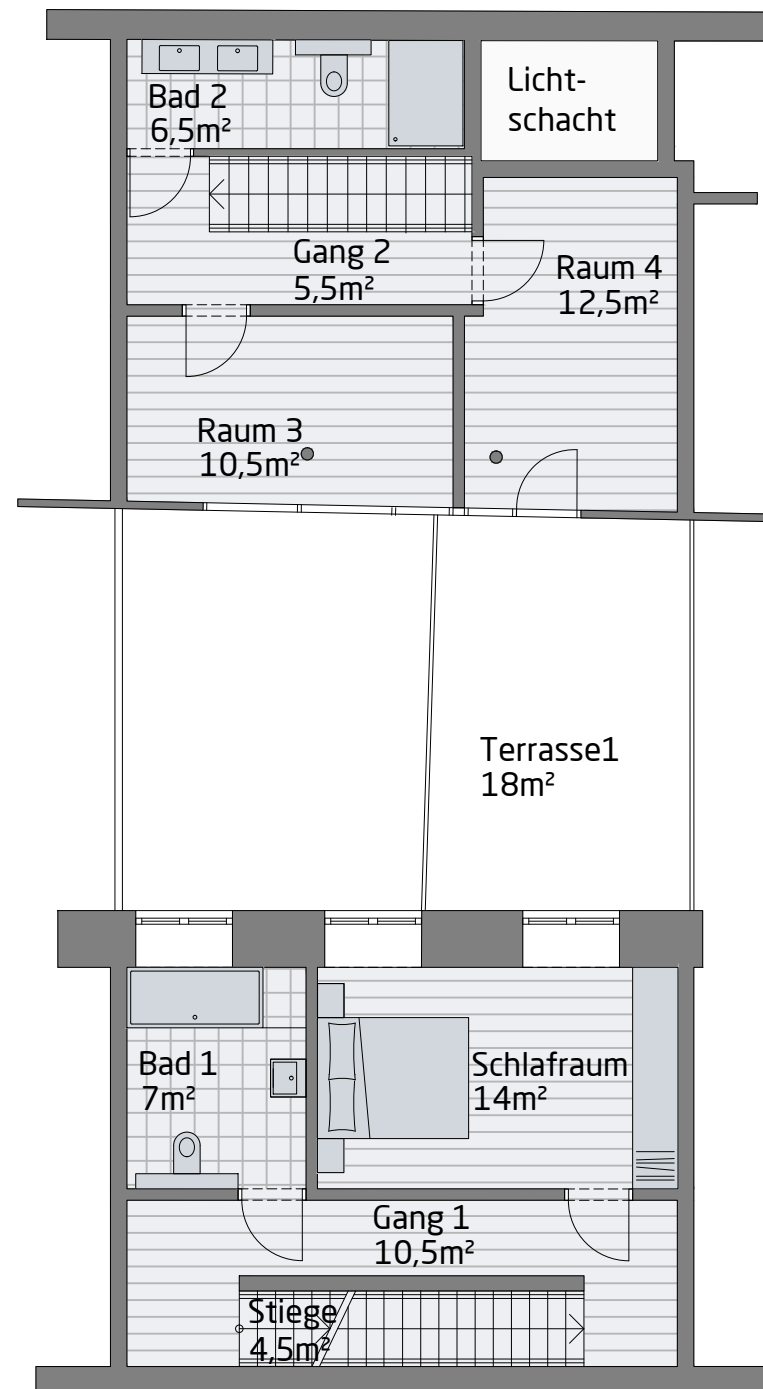 Bad 2
6,5m²
Licht-
schacht
Gang 2
5,5m²
Raum 4
12,5m²
Raum 3
10,5m²
Terrasse1
18m²
Bad 1
7m²
Schlafraum
14m²
Gang 1
10,5m²
Stiege
4,5m²